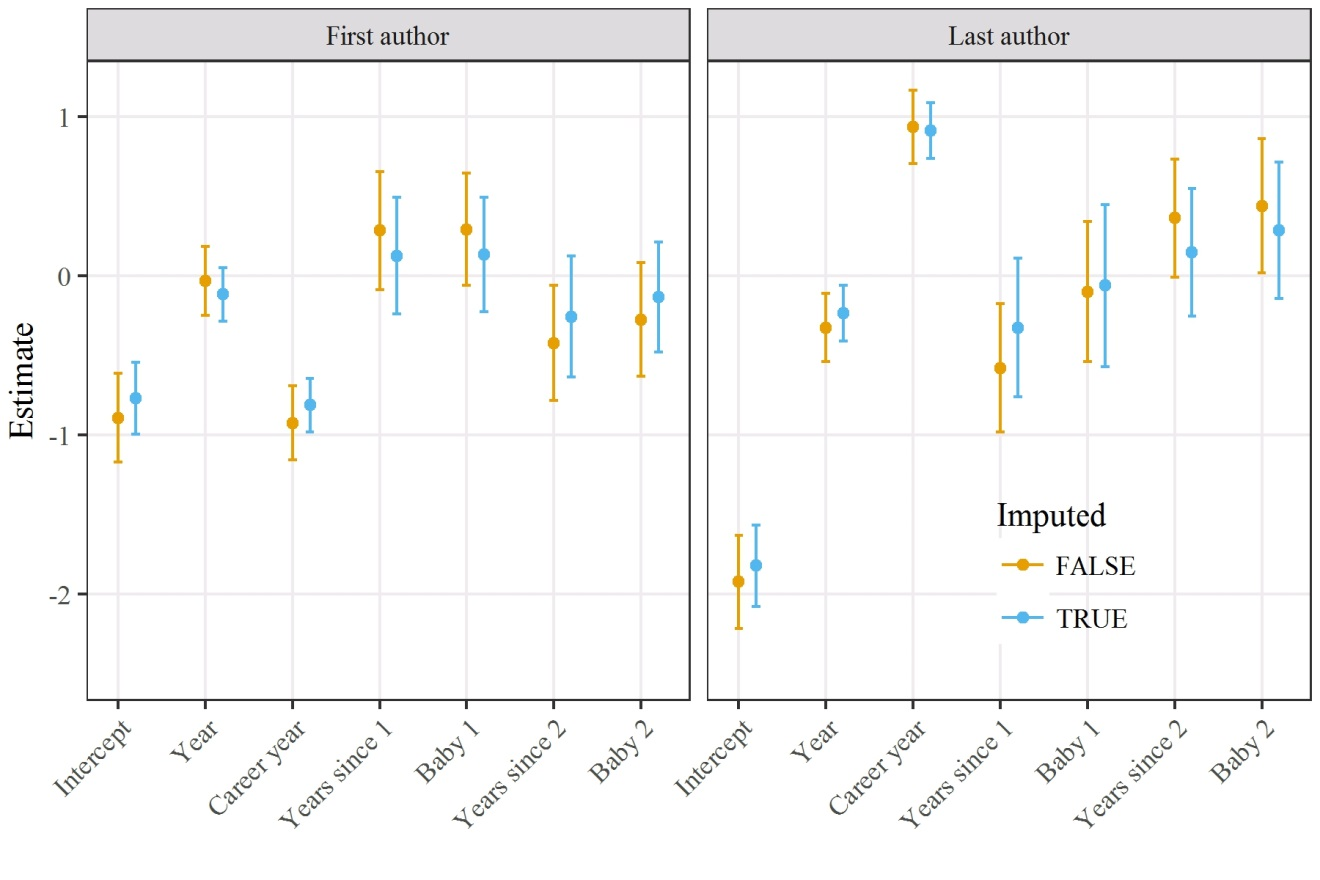 First author
Last author
Estimate
1
0
-1
-2
Imputed
FALSE
TRUE
Intercept
Year
Career year
Years since 1
Baby 1
Years since 2
Baby 2
Intercept
Year
Career year
Years since 1
Baby 1
Years since 2
Baby 2